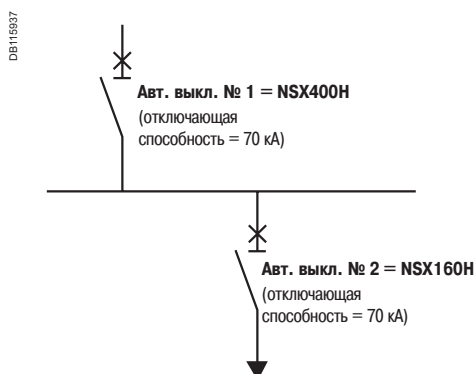 DB115937
Авт. выкл. № 1 = NSX400H
(отключающая
способность = 70 кА)
Авт. выкл. № 2 = NSX160H
(отключающая
способность = 70 кА)